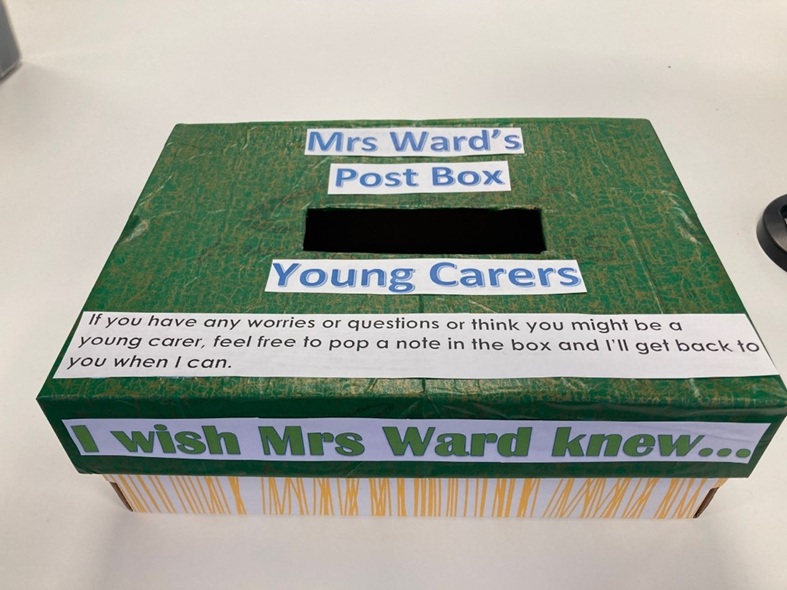 Mrs Ward's
Post Box
Young Carers
If you have any worries or questions or think you might be a
young carer, feel free to pop a note in the box and I'll get back to
you when I can.
I wish Mrs Ward knew...